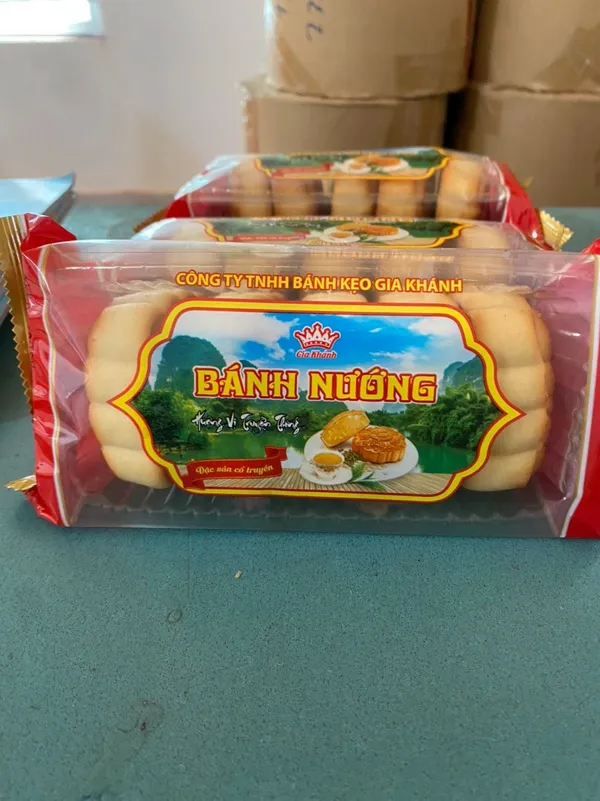 CÔNG TY TNHH BÁNH KẸO GIA KHÁNH
Gia Khánh
BÁNH NƯỚNG
Hương Vị Truyền Thống
Đặc sản cổ truyền